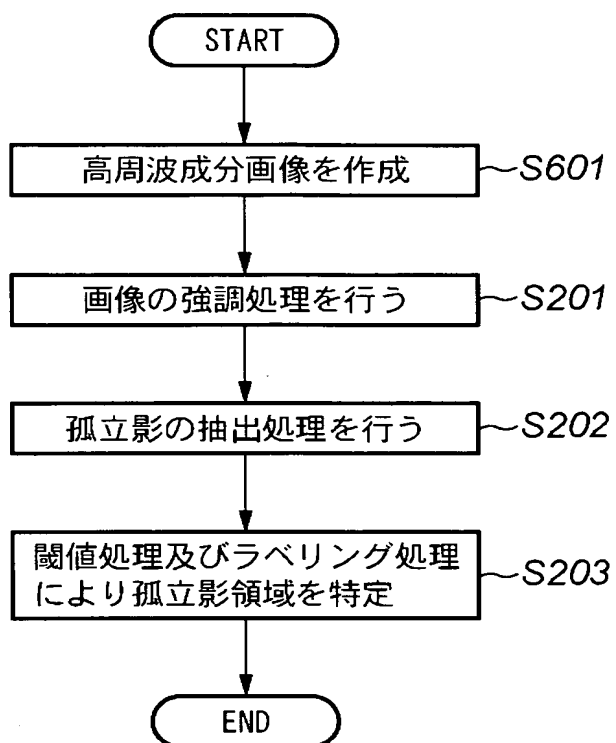 START
高周波成分画像を作成
S601
画像の強調処理を行う
S201
孤立影の抽出処理を行う
S202
閾値処理及びラベリング処理
により孤立影領域を特定
S203
END